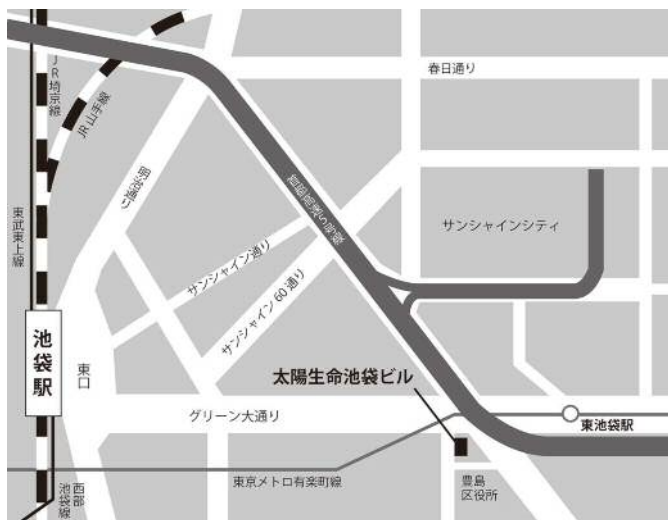 JR埼京線
JR山手線
春日通り
明治通り
首都高速5号線
東武東上線
サンシャインシティ
サンシャイン通り
サンシャイン60通り
池袋駅
東口
太陽生命池袋ビル
グリーン大通り
東池袋駅
東京メトロ有楽町線
西部
池袋線
豊島
区役所